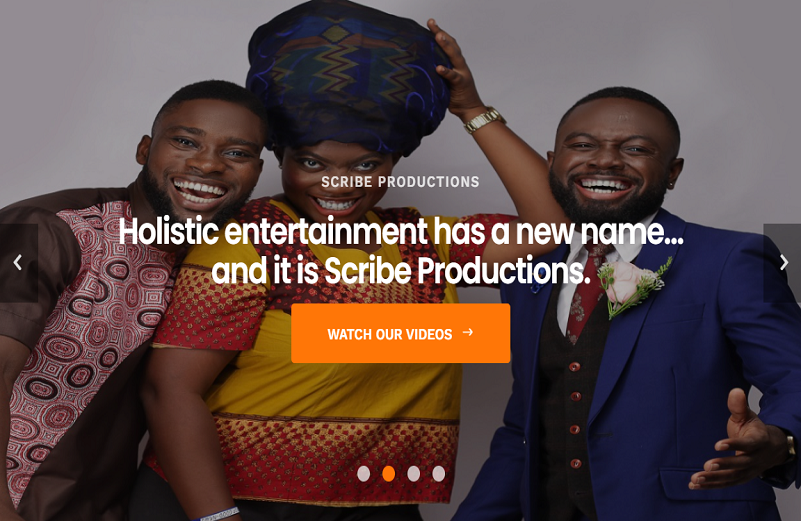 SCRIBE PRODUCTIONS
Holistic entertainment has a new name...
and it is Scribe Productions.
WATCH OUR VIDEOS →